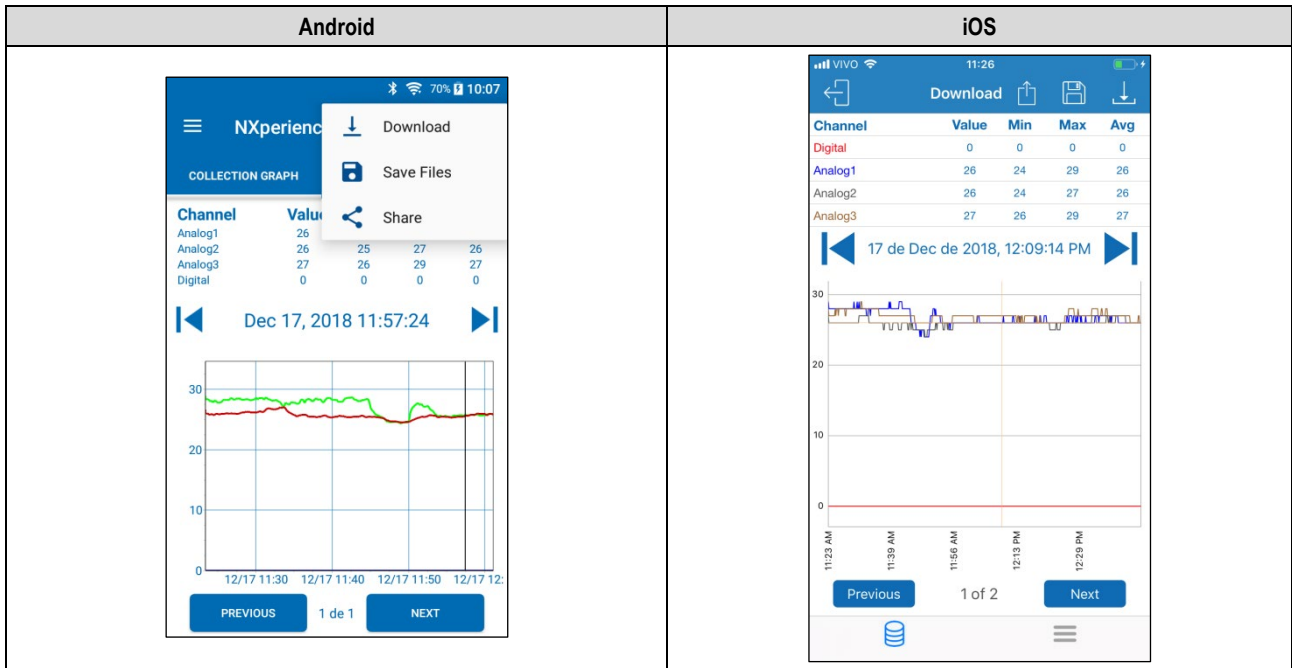 Android
iOS
70% 10:07
NXperienc
Download
COLLECTION GRAPH
Save Files
Share
Channel Valu
Analog1 26
Analog2 26 25 27 26
Analog3 27 26 29 27
Digital 0 0 0 0
Dec 17, 2018 11:57:24
30
20
10
0
12/17 11:30 12/17 11:40 12/17 11:50 12/17 12:
PREVIOUS 1 de 1 NEXT
VIVO 11:26
Download
Channel Value Min Max Avg
Digital 0 0 0 0
Analog1 26 24 29 26
Analog2 26 24 27 26
Analog3 27 26 29 27
17 de Dec de 2018, 12:09:14 PM
30
20
10
0
11:23 AM 11:39 AM 11:56 AM 12:13 PM 12:29 PM
Previous 1 of 2 Next